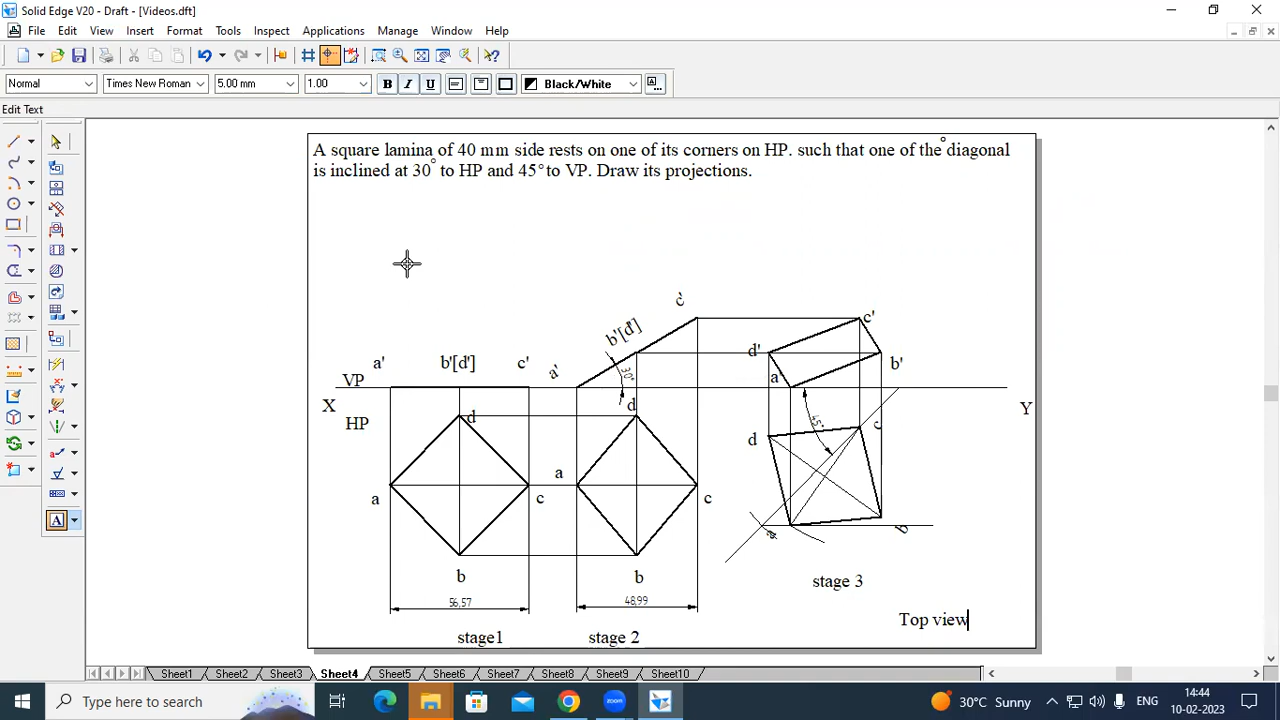 Solid Edge V20 - Draft - [Videos.dft]
File Edit View Insert Format Tools Inspect Applications Manage Window Help
Normal Times New Roman 5.00 mm 1.00 B I U Black/White A
Edit Text
A square lamina of 40 mm side rests on one of its corners on HP. such that one of the° diagonal
is inclined at 30° to HP and 45° to VP. Draw its projections.
c'
c'
b'[d']
d'
b'
a' b'[d'] c' a'
30°
a'
VP
X Y
HP
d
d
45°
c
d
a
a c c
a
b
b b
stage 3
56,57 48,99
Top view
stage1 stage 2
A
Sheet1 Sheet2 Sheet3 Sheet4 Sheet5 Sheet6 Sheet7 Sheet8 Sheet9 Sheet10
Type here to search
zoom
30°C Sunny
ENG
14:44
10-02-2023